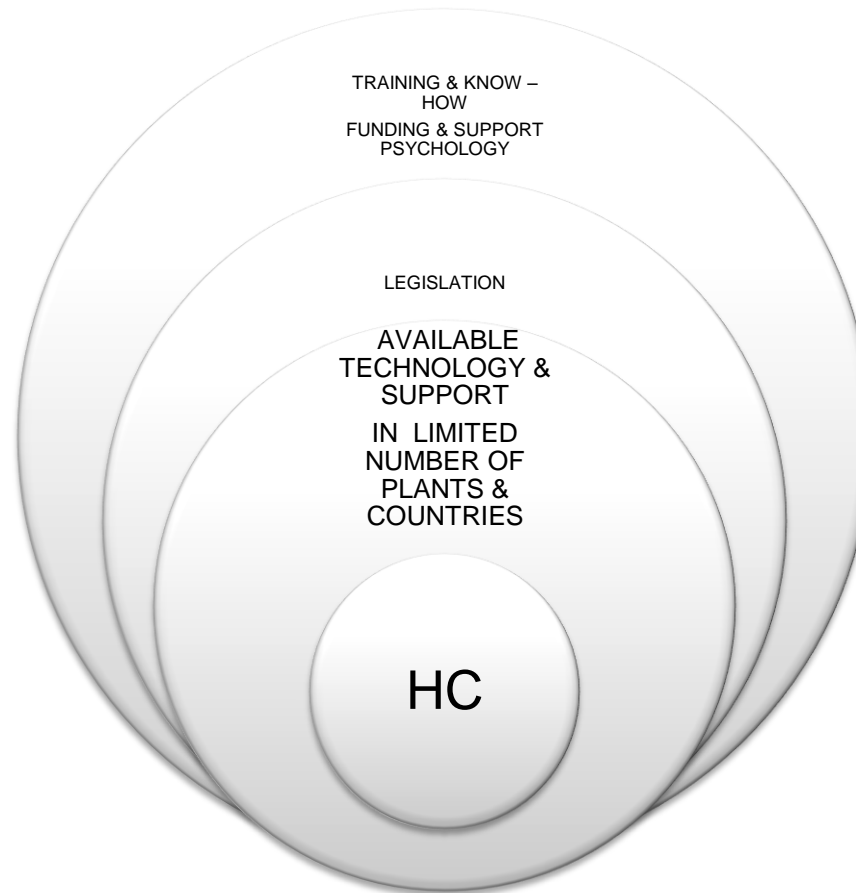 TRAINING & KNOW –
HOW
FUNDING & SUPPORT
PSYCHOLOGY
LEGISLATION
AVAILABLE
TECHNOLOGY &
SUPPORT
IN LIMITED
NUMBER OF
PLANTS &
COUNTRIES
HC